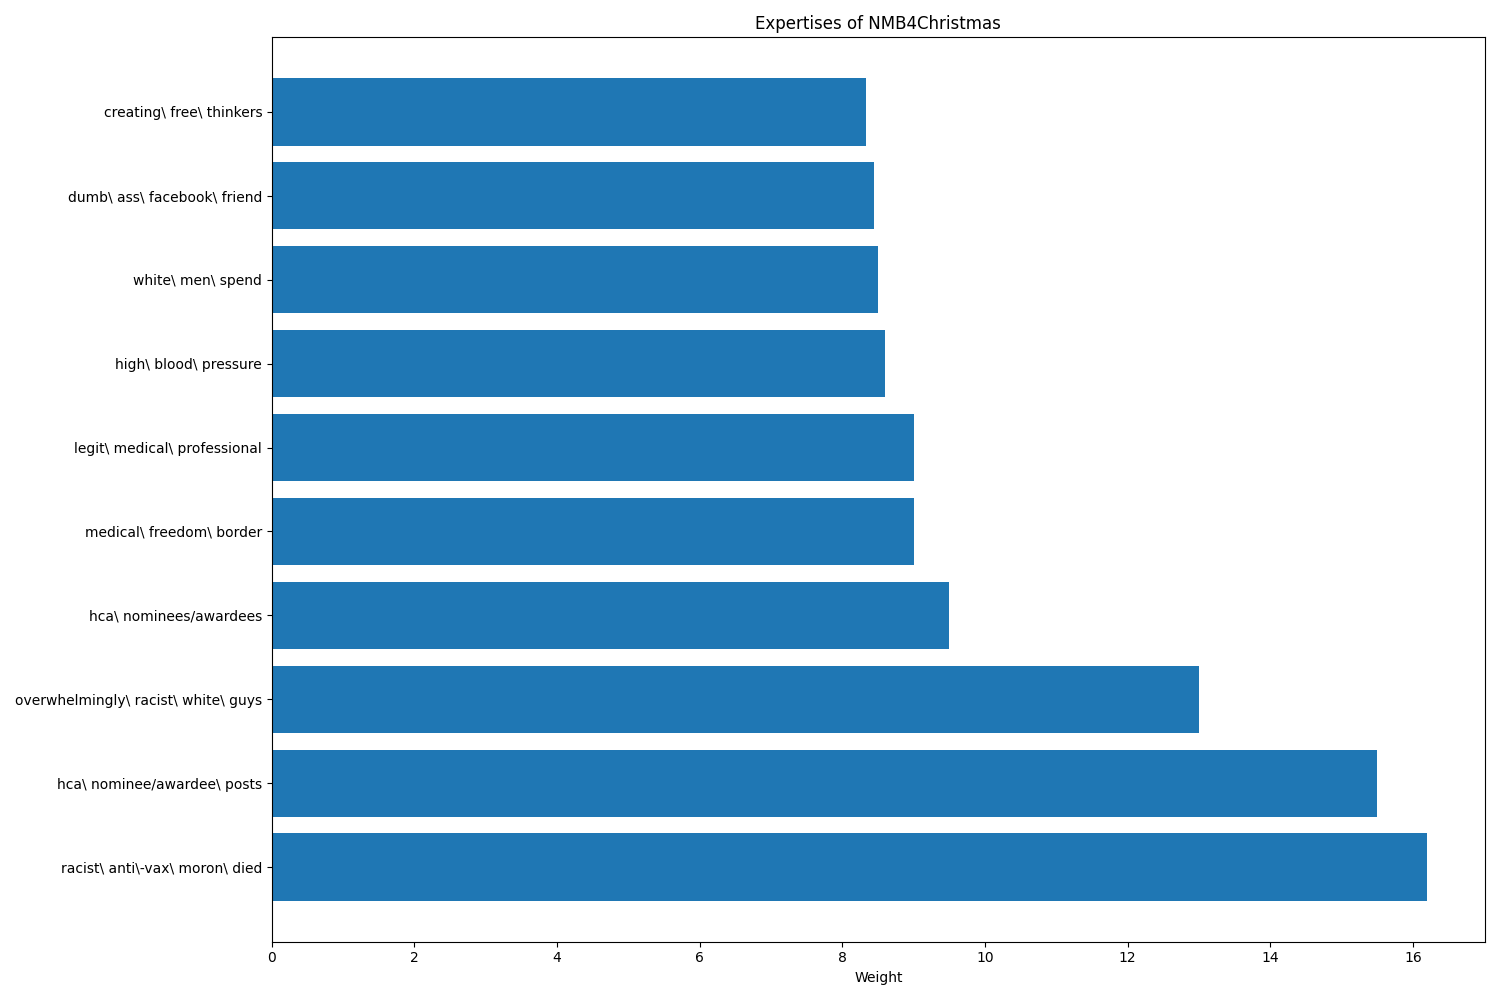 Expertises of NMB4Christmas
creating\ free\ thinkers
dumb\ ass\ facebook\ friend
white\ men\ spend
high\ blood\ pressure
legit\ medical\ professional
medical\ freedom\ border
hca\ nominees/awardees
overwhelmingly\ racist\ white\ guys
hca\ nominee/awardee\ posts
racist\ anti\-vax\ moron\ died
0 2 4 6 8 10 12 14 16
Weight